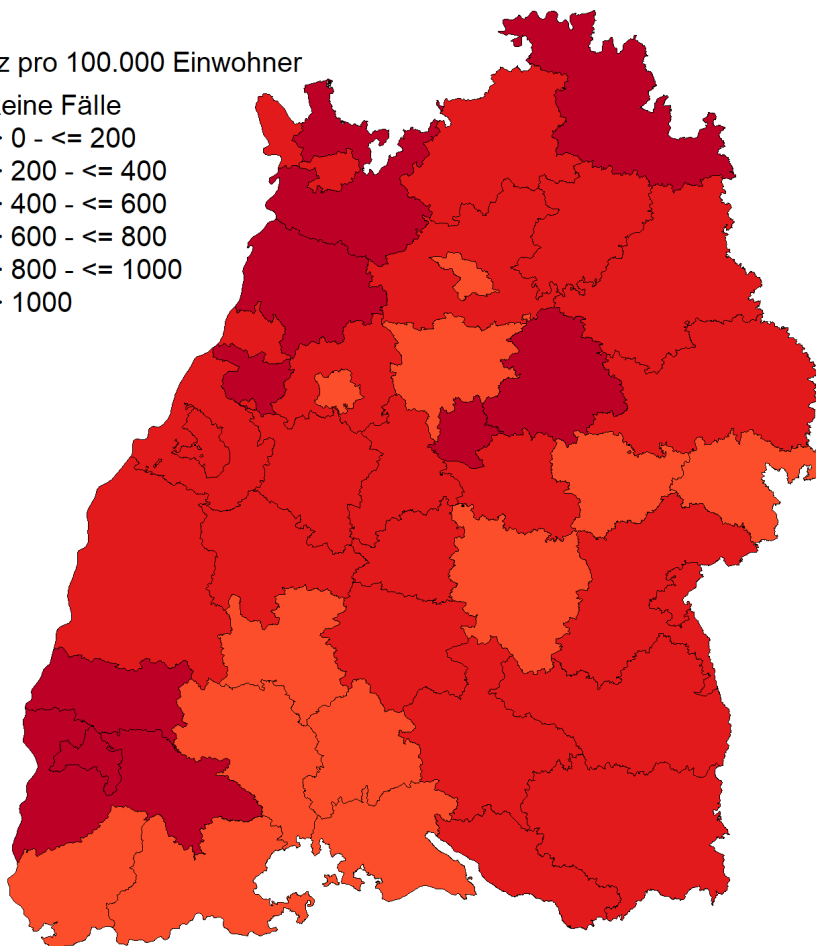 z pro 100.000 Einwohner
eine Fälle
0 - <= 200
200 - <= 400
400 - <= 600
600 - <= 800
800 - <= 1000
1000